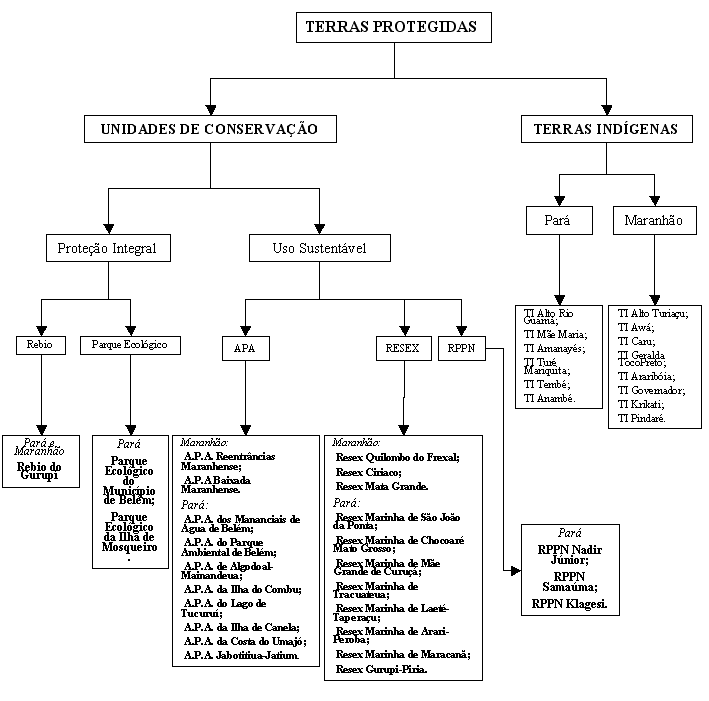 TERRAS PROTEGIDAS
UNIDADES DE CONSERVAÇÃO
TERRAS INDÍGENAS
Proteção Integral
Uso Sustentável
Pará
Maranhão
Rebio
Parque Ecológico
APA
RESEX
RPPN
TI Alto Rio
Guamá;
TI Mãe Maria;
TI Amanayés;
TI Turé
Mariquita;
TI Tembé;
TI Anambé.
TI Alto Turiaçu;
TI Awá;
TI Caru;
TI Geralda
TocoPreto;
TI Araribóia;
TI Governador;
TI Krikati;
TI Pindaré.
Pará e
Maranhão
Rebio do
Gurupi
Pará
Parque
Ecológico
do
Município
de Belém;
Parque
Ecológico
da Ilha de
Mosqueiro
.
Maranhão:
A.P.A. Reentrâncias
Maranhense;
A.P.A Baixada
Maranhense.
Pará:
A.P.A. dos Mananciais de
Água de Belém;
A.P.A. do Parque
Ambiental de Belém;
A.P.A. de Algodoal-
Mainandeua;
A.P.A. da Ilha do Combu;
A.P.A. do Lago de
Tucuruí;
A.P.A. da Ilha de Canela;
A.P.A. da Costa do Umajó;
A.P.A. Jabotitiua-Jatium.
Maranhão:
Resex Quilombo do Frexal;
Resex Ciriaco;
Resex Mata Grande.
Pará:
Resex Marinha de São João
da Ponta;
Resex Marinha de Chocoaré
Mato Grosso;
Resex Marinha de Mãe
Grande de Curuçá;
Resex Marinha de
Tracuateua;
Resex Marinha de Laeté-
Taperaçu;
Resex Marinha de Arari-
Peroba;
Resex Marinha de Maracanã;
Resex Gurupi-Piria.
Pará
RPPN Nadir
Júnior;
RPPN
Samaúma;
RPPN Klagesi.